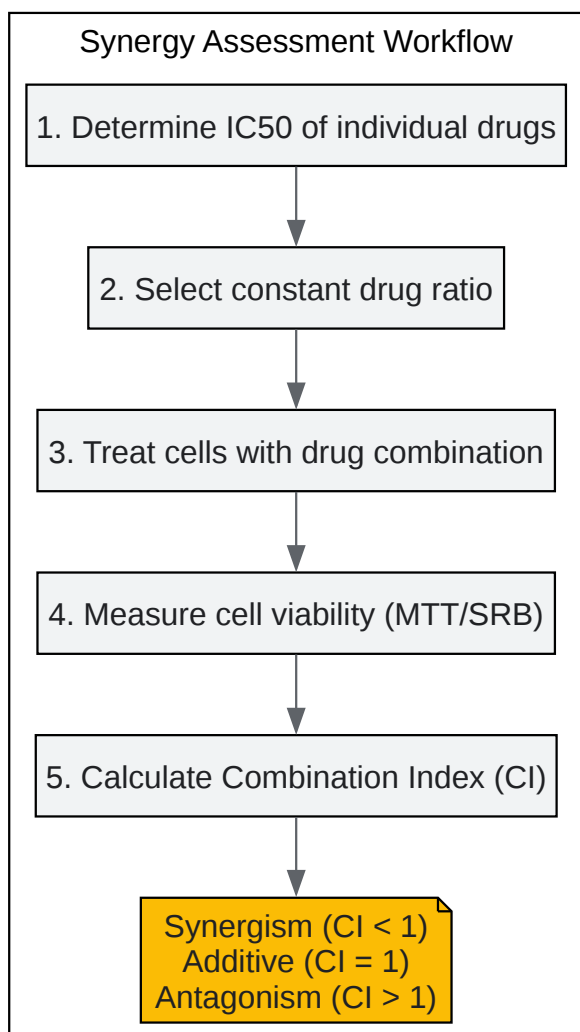 Synergy Assessment Workflow
1. Determine IC50 of individual drugs
2. Select constant drug ratio
3. Treat cells with drug combination
4. Measure cell viability (MTT/SRB)
5. Calculate Combination Index (CI)
Synergism (CI < 1)
Additive (CI = 1)
Antagonism (CI > 1)